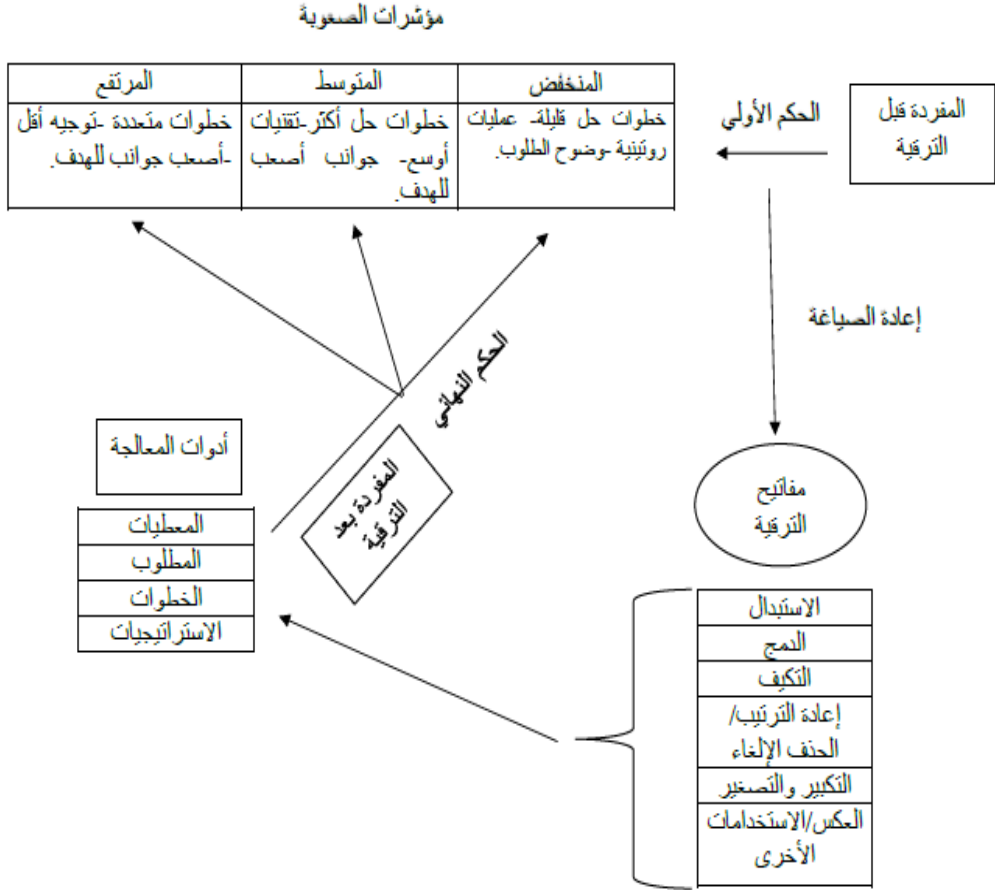 مؤشرات الصعوبة
المفردة قبل
الترقية
الحكم الأولي
المنخفض
خطوات حل قليلة- عمليات
روتينية -وضوح الطلوب.
المتوسط
خطوات حل أكثر-تقنيات
أوسع- جوانب أصعب
للهدف.
المرتفع
خطوات متعددة -توجيه أقل
-أصعب جوانب للهدف.
إعادة الصياغة
مفاتيح
الترقية
الاستبدال
الدمج
التكيف
إعادة الترتيب/
الحذف الإلغاء
التكبير والتصغير
العكس/الاستخدامات
الأخرى
أدوات المعالجة
المعطيات
المطلوب
الخطوات
الاستراتيجيات
المفردة بعد
الترقية
الحكم النهائي